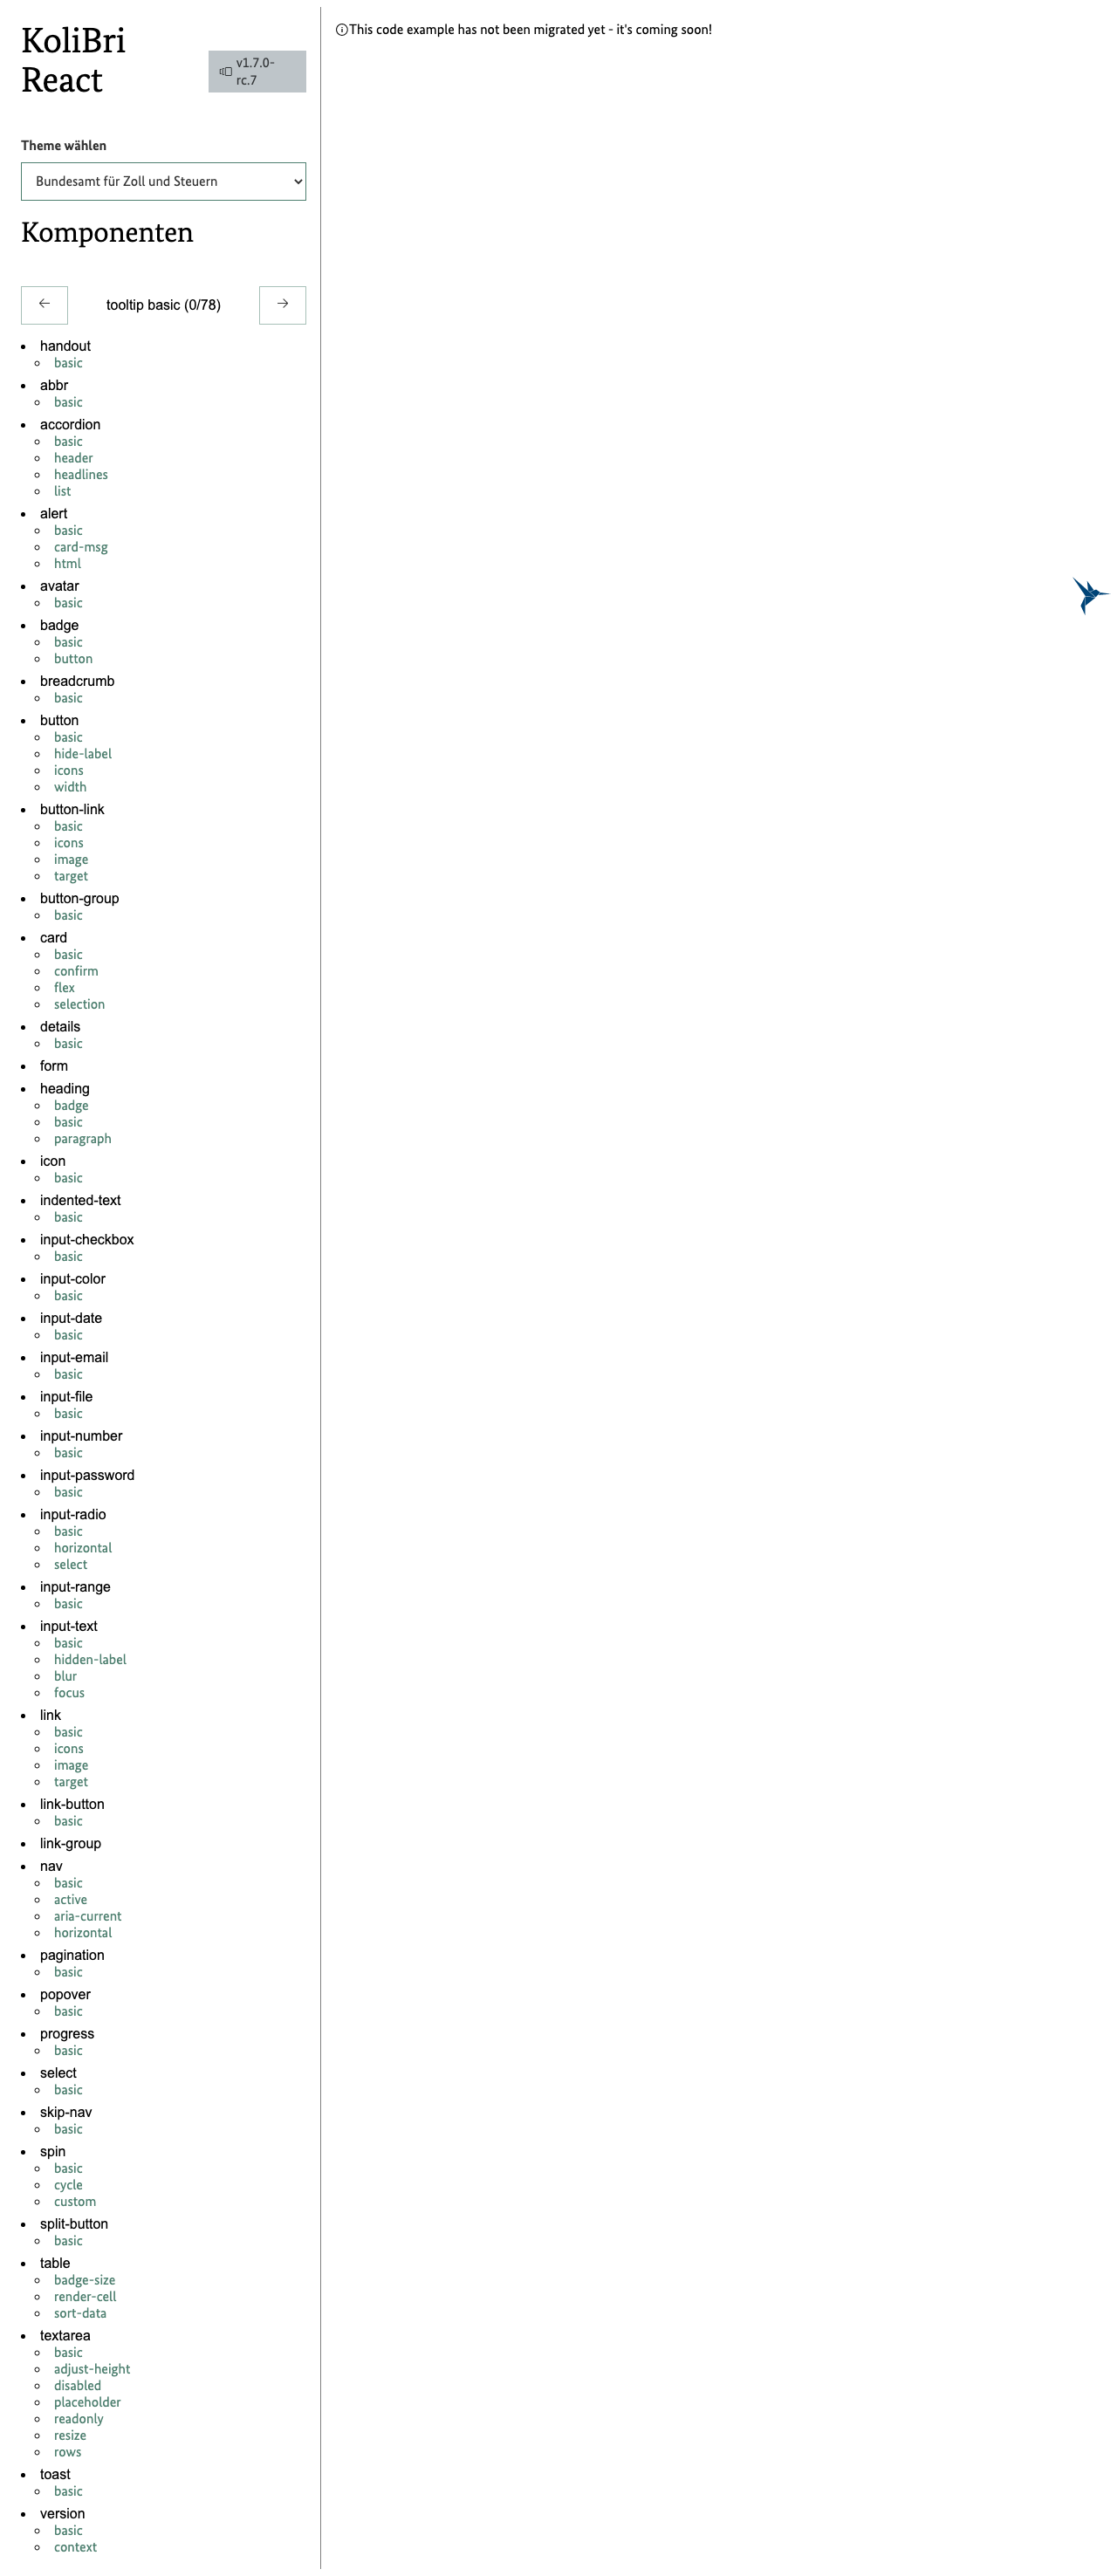 KoliBri
React
v1.7.0-
rc.7
Theme wählen
Bundesamt für Zoll und Steuern
Komponenten
← tooltip basic (0/78) →
handout
basic
abbr
basic
accordion
basic
header
headlines
list
alert
basic
card-msg
html
avatar
basic
badge
basic
button
breadcrumb
basic
button
basic
hide-label
icons
width
button-link
basic
icons
image
target
button-group
basic
card
basic
confirm
flex
selection
details
basic
form
heading
badge
basic
paragraph
icon
basic
indented-text
basic
input-checkbox
basic
input-color
basic
input-date
basic
input-email
basic
input-file
basic
input-number
basic
input-password
basic
input-radio
basic
horizontal
select
input-range
basic
input-text
basic
hidden-label
blur
focus
link
basic
icons
image
target
link-button
basic
link-group
nav
basic
active
aria-current
horizontal
pagination
basic
popover
basic
progress
basic
select
basic
skip-nav
basic
spin
basic
cycle
custom
split-button
basic
table
badge-size
render-cell
sort-data
textarea
basic
adjust-height
disabled
placeholder
readonly
resize
rows
toast
basic
version
basic
context
This code example has not been migrated yet - it's coming soon!